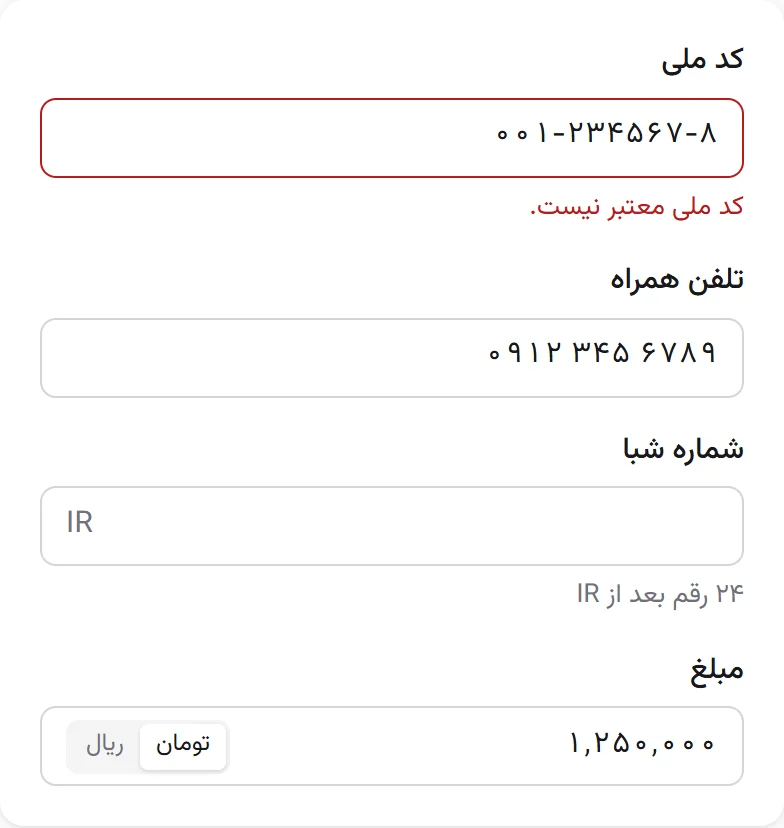 کد ملی
۰۰۱-۲۳۴۵۶۷-۸
کد ملی معتبر نیست.
تلفن همراه
۰۹۱۲ ۳۴۵ ۶۷۸۹
شماره شبا
IR
۲۴ رقم بعد از IR
مبلغ
۱,۲۵۰,۰۰۰ تومان ریال